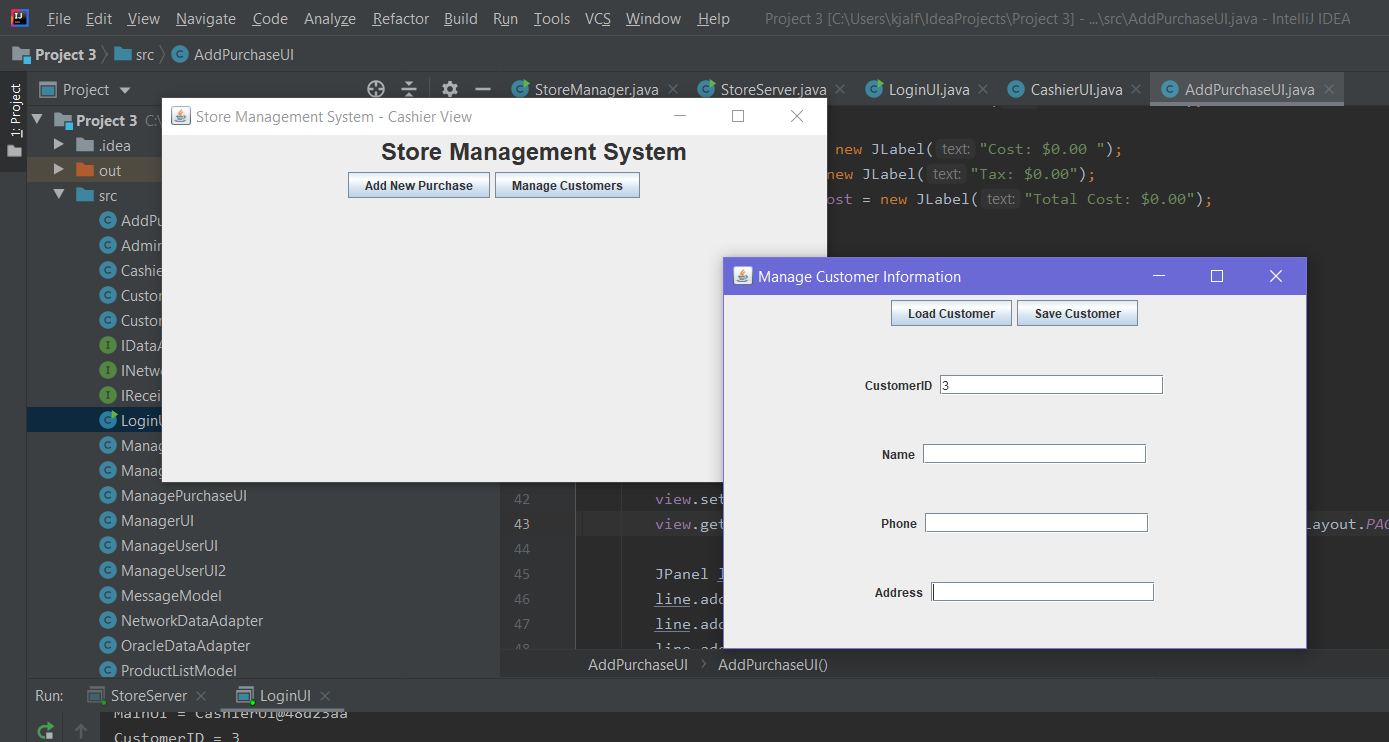 File Edit View Navigate Code Analyze Refactor Build Run Tools VCS Window Help Project 3 [C:\Users\kjalf\IdeaProjects\Project 3] - ...\src\AddPurchaseUI.java - IntelliJ IDEA
Project 3 src AddPurchaseUI
1: Project
Project
StoreManager.java StoreServer.java LoginUI.java CashierUI.java AddPurchaseUI.java
Project 3 C:\
.idea
out
src
AddPu
Admin
Cashie
Custom
Custom
IDataA
INetw
IRecei
LoginU
Manag
Manag
ManagePurchaseUI
ManagerUI
ManageUserUI
ManageUserUI2
MessageModel
NetworkDataAdapter
OracleDataAdapter
ProductListModel
Store Management System - Cashier View
Store Management System
Add New Purchase Manage Customers
new JLabel( text: "Cost: $0.00 ");
new JLabel( text: "Tax: $0.00");
ost = new JLabel( text: "Total Cost: $0.00");
Manage Customer Information
Load Customer Save Customer
CustomerID 3
Name
Phone
Address
42 view.set
43 view.get Layout.PAG
44
45 JPanel l
46 line.add
47 line.add
48 line.add
AddPurchaseUI AddPurchaseUI()
Run: StoreServer LoginUI
MainUI = CashierUI@48d25aa
CustomerID = 3